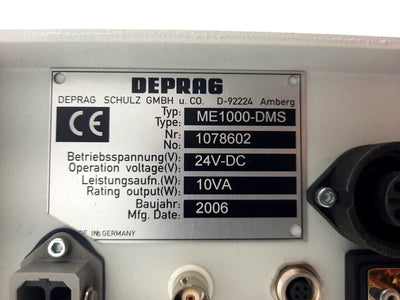 DEPRAG
DEPRAG SCHULZ GMBH u. CO. D-92224 Amberg
CE
Typ:
Type: ME1000-DMS
Nr:
No: 1078602
Betriebsspannung(V):
Operation voltage(V): 24V-DC
Leistungsaufn.(W):
Rating output(W): 10VA
Baujahr:
Mfg. Date: 2006
DE IN GERMANY